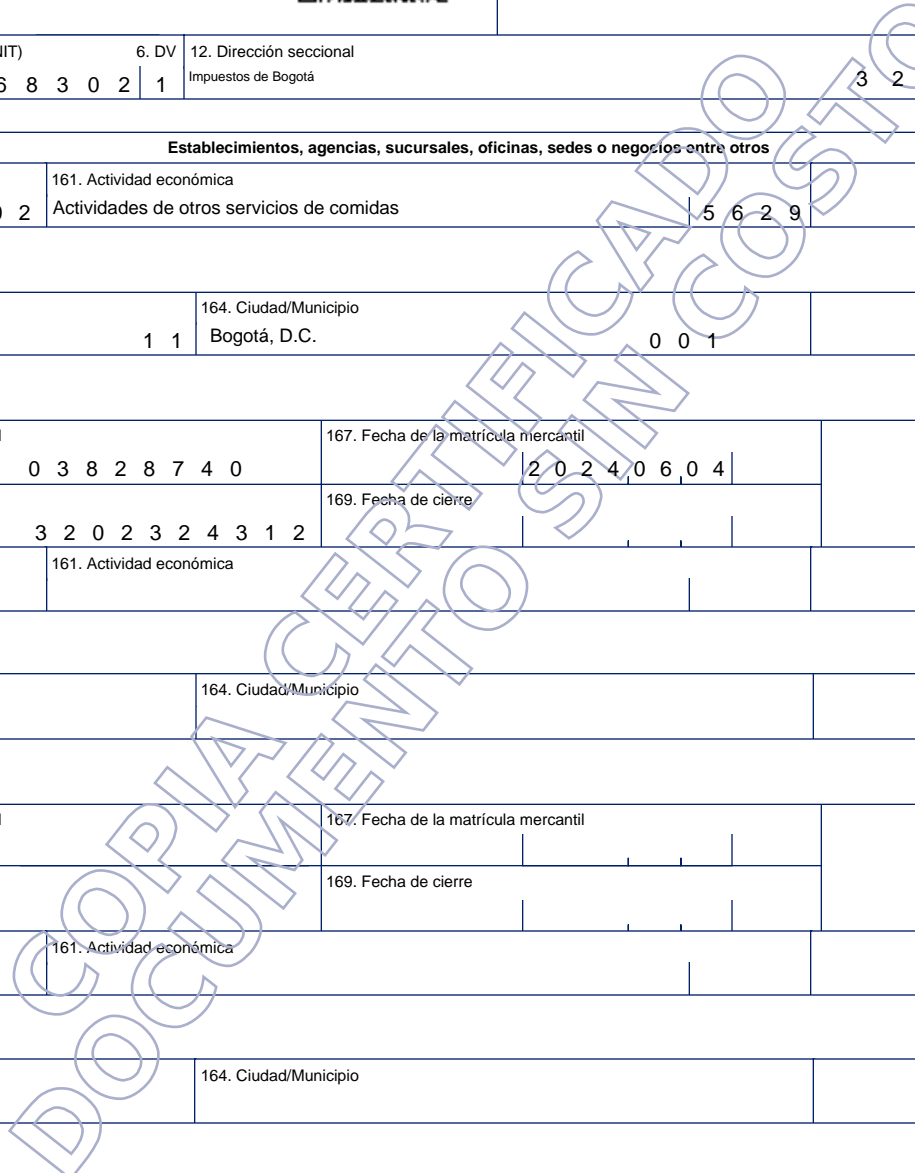 6. DV 12. Dirección seccional
8 3 0 2 1 Impuestos de Bogotá 3 2
Establecimientos, agencias, sucursales, oficinas, sedes o negocios entre otros
161. Actividad económica
2 Actividades de otros servicios de comidas 5 6 2 9
164. Ciudad/Municipio
1 1 Bogotá, D.C. 0 0 1
167. Fecha de la matrícula mercantil
0 3 8 2 8 7 4 0 2 0 2 4 0 6 0 4
169. Fecha de cierre
3 2 0 2 3 2 4 3 1 2
161. Actividad económica
164. Ciudad/Municipio
167. Fecha de la matrícula mercantil
169. Fecha de cierre
161. Actividad económica
164. Ciudad/Municipio
COPIA CERTIFICADO
DOCUMENTO SIN COSTO